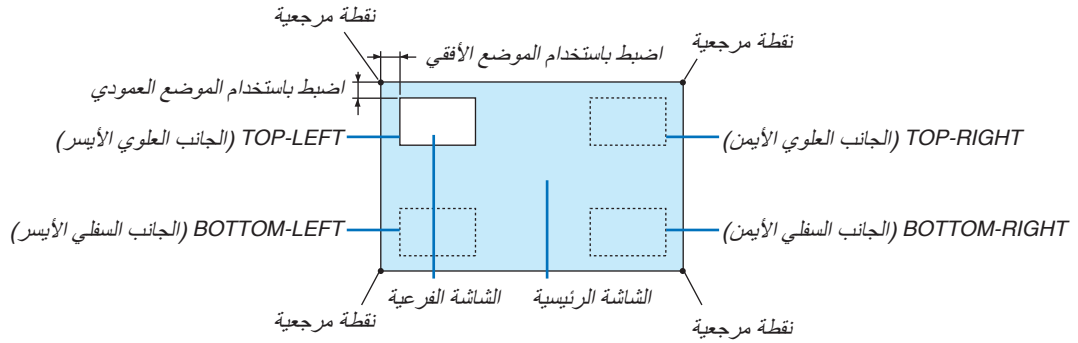 نقطة مرجعية
نقطة مرجعية
اضبط باستخدام الموضع الأفقي
اضبط باستخدام الموضع العمودي
TOP-RIGHT (الجانب العلوي الأيمن)
TOP-LEFT (الجانب العلوي الأيسر)
BOTTOM-RIGHT (الجانب السفلي الأيمن)
BOTTOM-LEFT (الجانب السفلي الأيسر)
الشاشة الرئيسية
الشاشة الفرعية
نقطة مرجعية
نقطة مرجعية